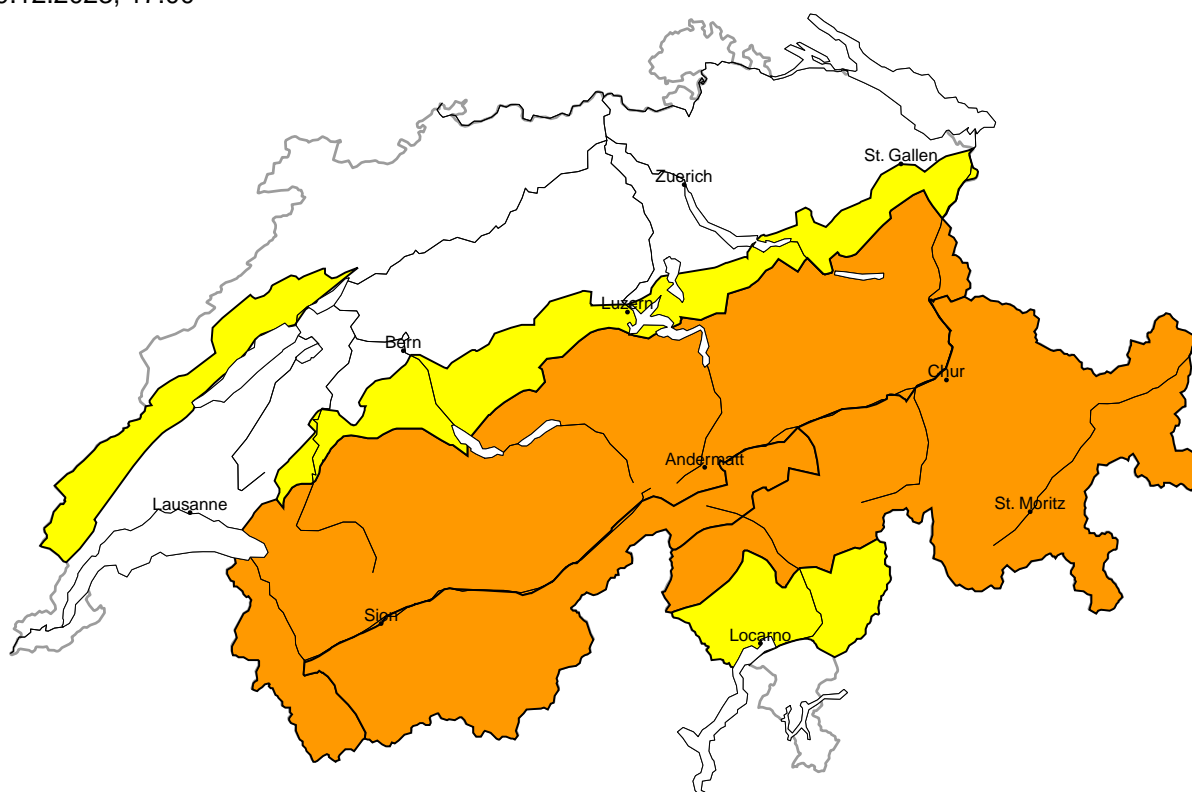 St. Gallen
Zuerich
Luzern
Bern
Chur
Andermatt
Lausanne
St. Moritz
Sion
Locarno